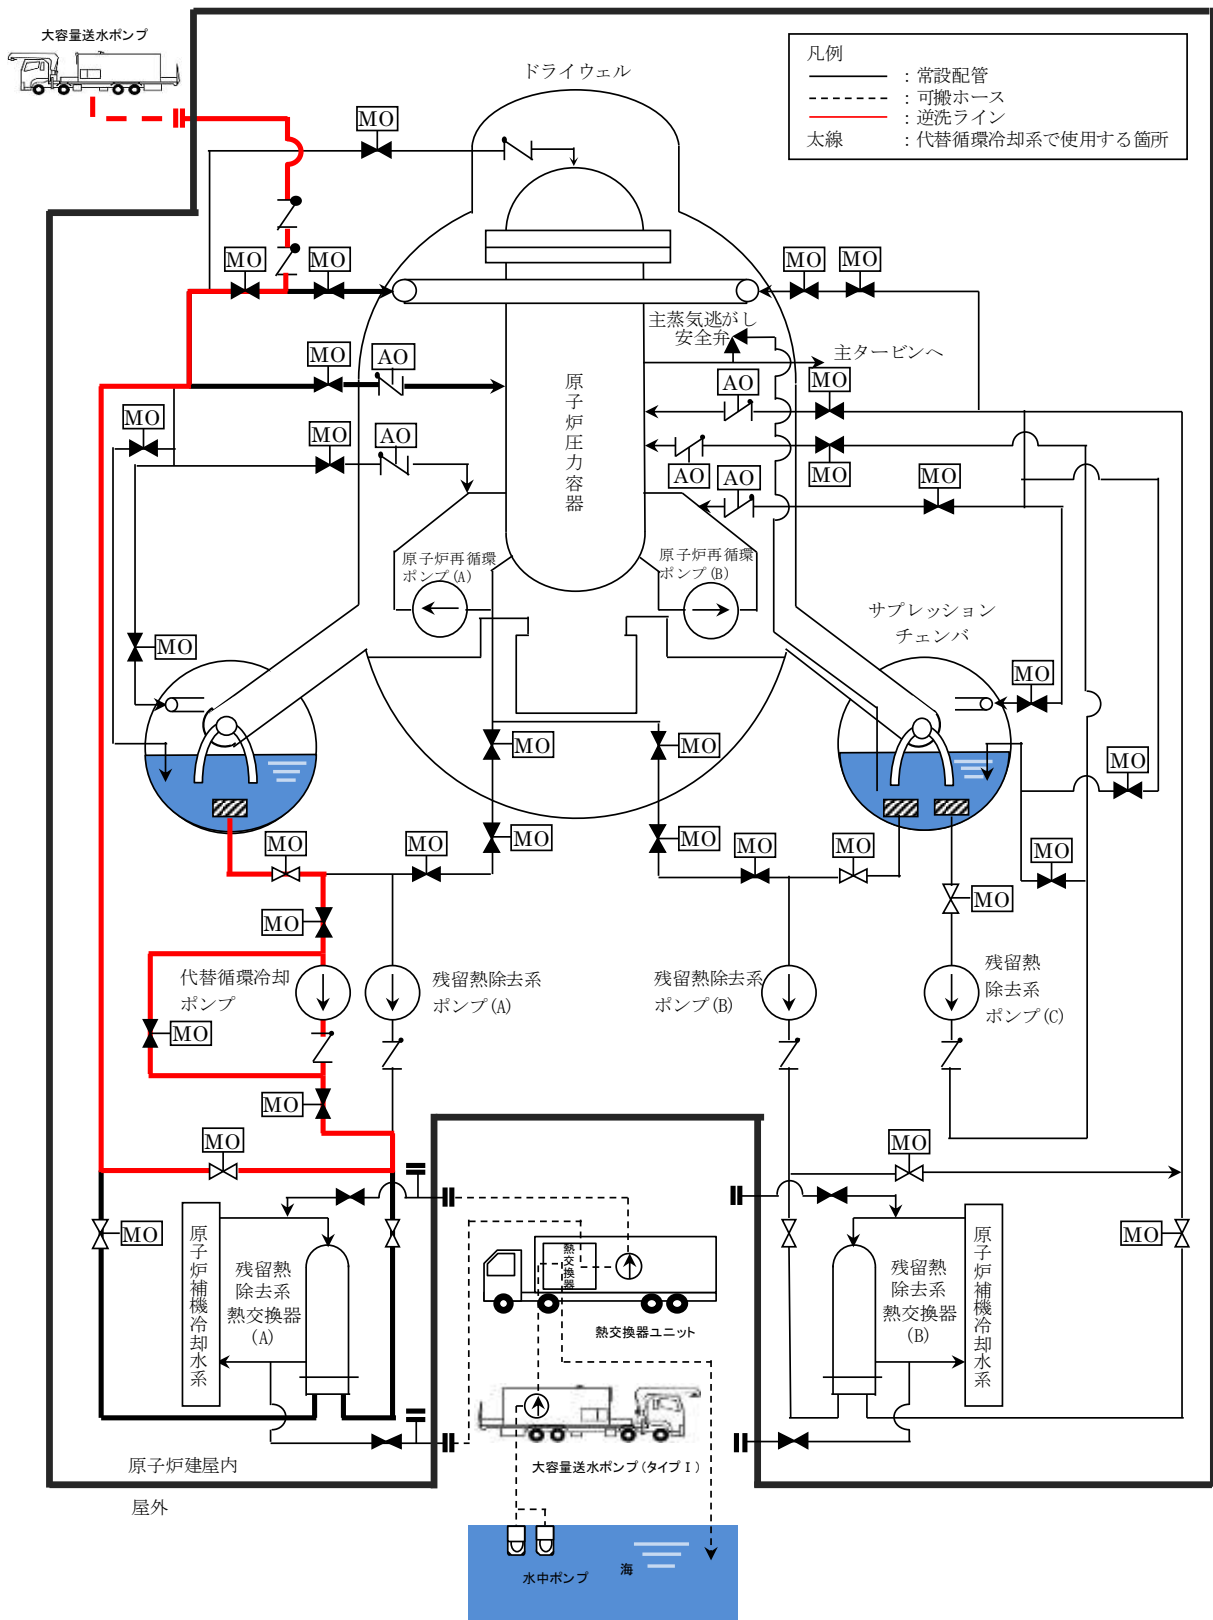 大容量送水ポンプ
凡例
：常設配管
：可搬ホース
：逆洗ライン
太線　：代替循環冷却系で使用する箇所
ドライウェル
MO
MO
MO
MO
MO
主蒸気逃がし
安全弁
主タービンへ
MO
AO
AO
MO
原子炉圧力容器
MO
MO
AO
AO
MO
AO
MO
原子炉再循環
ポンプ(A)
原子炉再循環
ポンプ(B)
サプレッション
チェンバ
MO
MO
MO
MO
MO
MO
MO
MO
MO
MO
MO
MO
MO
MO
代替循環冷却
ポンプ
残留熱除去系
ポンプ(A)
残留熱除去系
ポンプ(B)
残留熱
除去系
ポンプ(C)
MO
MO
MO
MO
MO
MO
原子炉補機冷却水系
残留熱
除去系
熱交換器
(A)
熱交換器
熱交換器ユニット
残留熱
除去系
熱交換器
(B)
原子炉補機冷却水系
大容量送水ポンプ(タイプⅠ)
原子炉建屋内
屋外
水中ポンプ
海